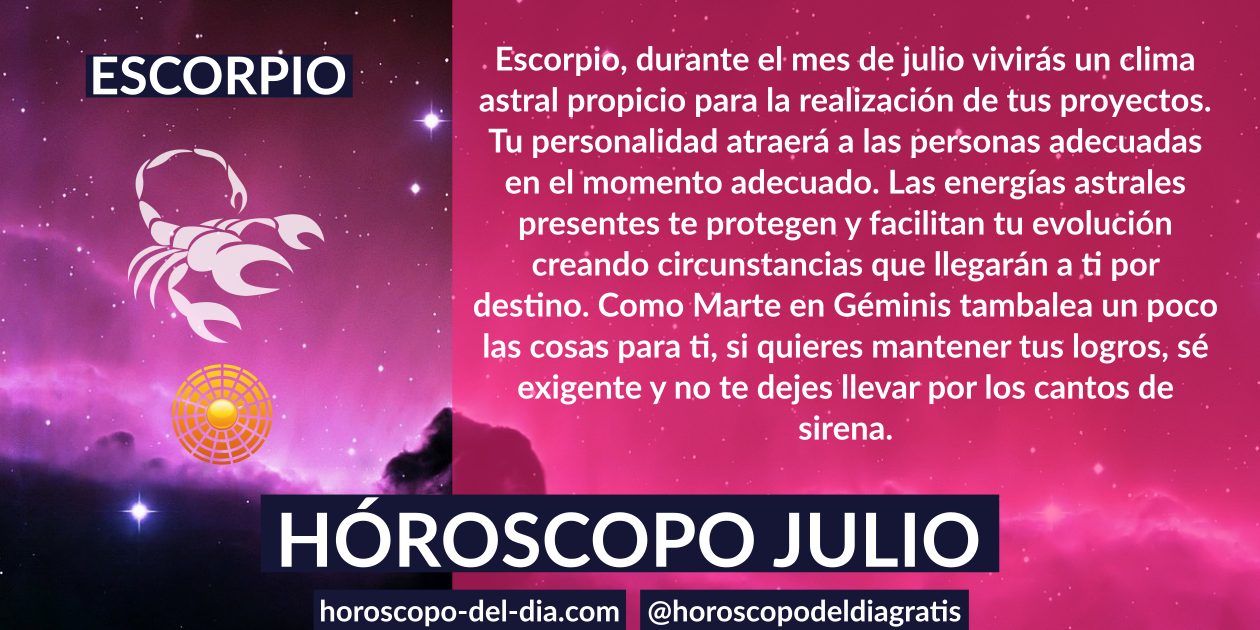 ESCORPIO
Escorpio, durante el mes de julio vivirás un clima
astral propicio para la realización de tus proyectos.
Tu personalidad atraerá a las personas adecuadas
en el momento adecuado. Las energías astrales
presentes te protegen y facilitan tu evolución
creando circunstancias que llegarán a ti por
destino. Como Marte en Géminis tambalea un poco
las cosas para ti, si quieres mantener tus logros, sé
exigente y no te dejes llevar por los cantos de
sirena.
HÓROSCOPO JULIO
horoscopo-del-dia.com
@horoscopodeldiagratis